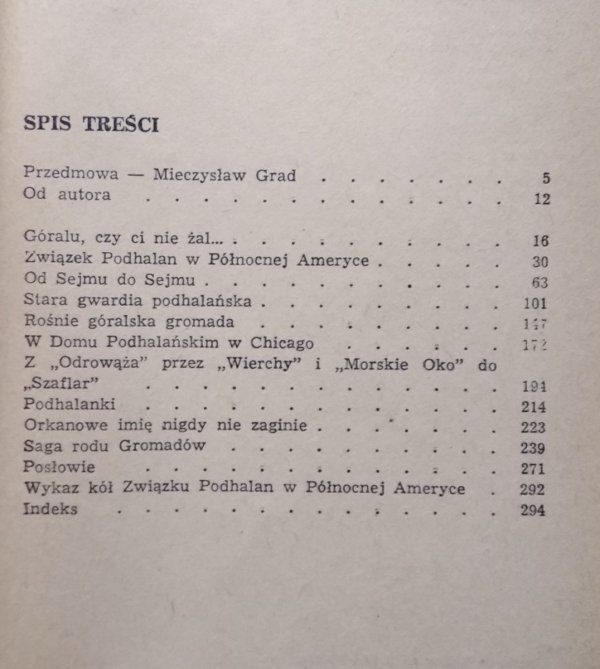 SPIS TREŚCI
Przedmowa — Mieczysław Grad . . . . . . . 5
Od autora . . . . . . . . . . . . . 12
Góralu, czy ci nie żal... . . . . . . . . . . 16
Związek Podhalan w Północnej Ameryce . . . . . 30
Od Sejmu do Sejmu . . . . . . . . . . . 63
Stara gwardia podhalańska . . . . . . . . . 101
Rośnie góralska gromada . . . . . . . . . . 147
W Domu Podhalańskim w Chicago . . . . . . 172
Z „Odrowąża” przez „Wierchy” i „Morskie Oko” do
„Szaflar” . . . . . . . . . . . . . 194
Podhalanki . . . . . . . . . . . . . 214
Orkanowe imię nigdy nie zaginie . . . . . . . 223
Saga rodu Gromadów . . . . . . . . . . 239
Posłowie . . . . . . . . . . . . . 271
Wykaz kół Związku Podhalan w Północnej Ameryce . 292
Indeks . . . . . . . . . . . . . . 294